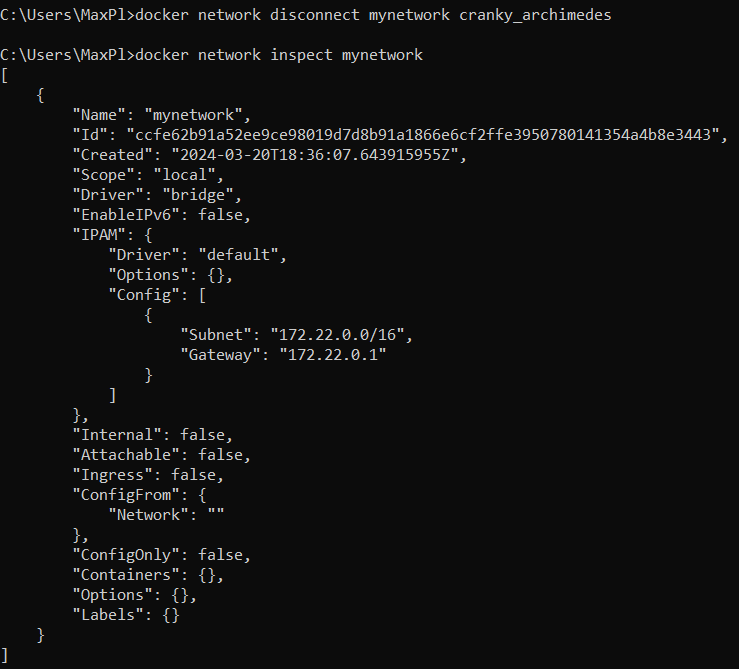 C:\Users\MaxPl>docker network disconnect mynetwork cranky_archimedes
C:\Users\MaxPl>docker network inspect mynetwork
[
    {
        "Name": "mynetwork",
        "Id": "ccfe62b91a52ee9ce98019d7d8b91a1866e6cf2ffe3950780141354a4b8e3443",
        "Created": "2024-03-20T18:36:07.643915955Z",
        "Scope": "local",
        "Driver": "bridge",
        "EnableIPv6": false,
        "IPAM": {
            "Driver": "default",
            "Options": {},
            "Config": [
                {
                    "Subnet": "172.22.0.0/16",
                    "Gateway": "172.22.0.1"
                }
            ]
        },
        "Internal": false,
        "Attachable": false,
        "Ingress": false,
        "ConfigFrom": {
            "Network": ""
        },
        "ConfigOnly": false,
        "Containers": {},
        "Options": {},
        "Labels": {}
    }
]